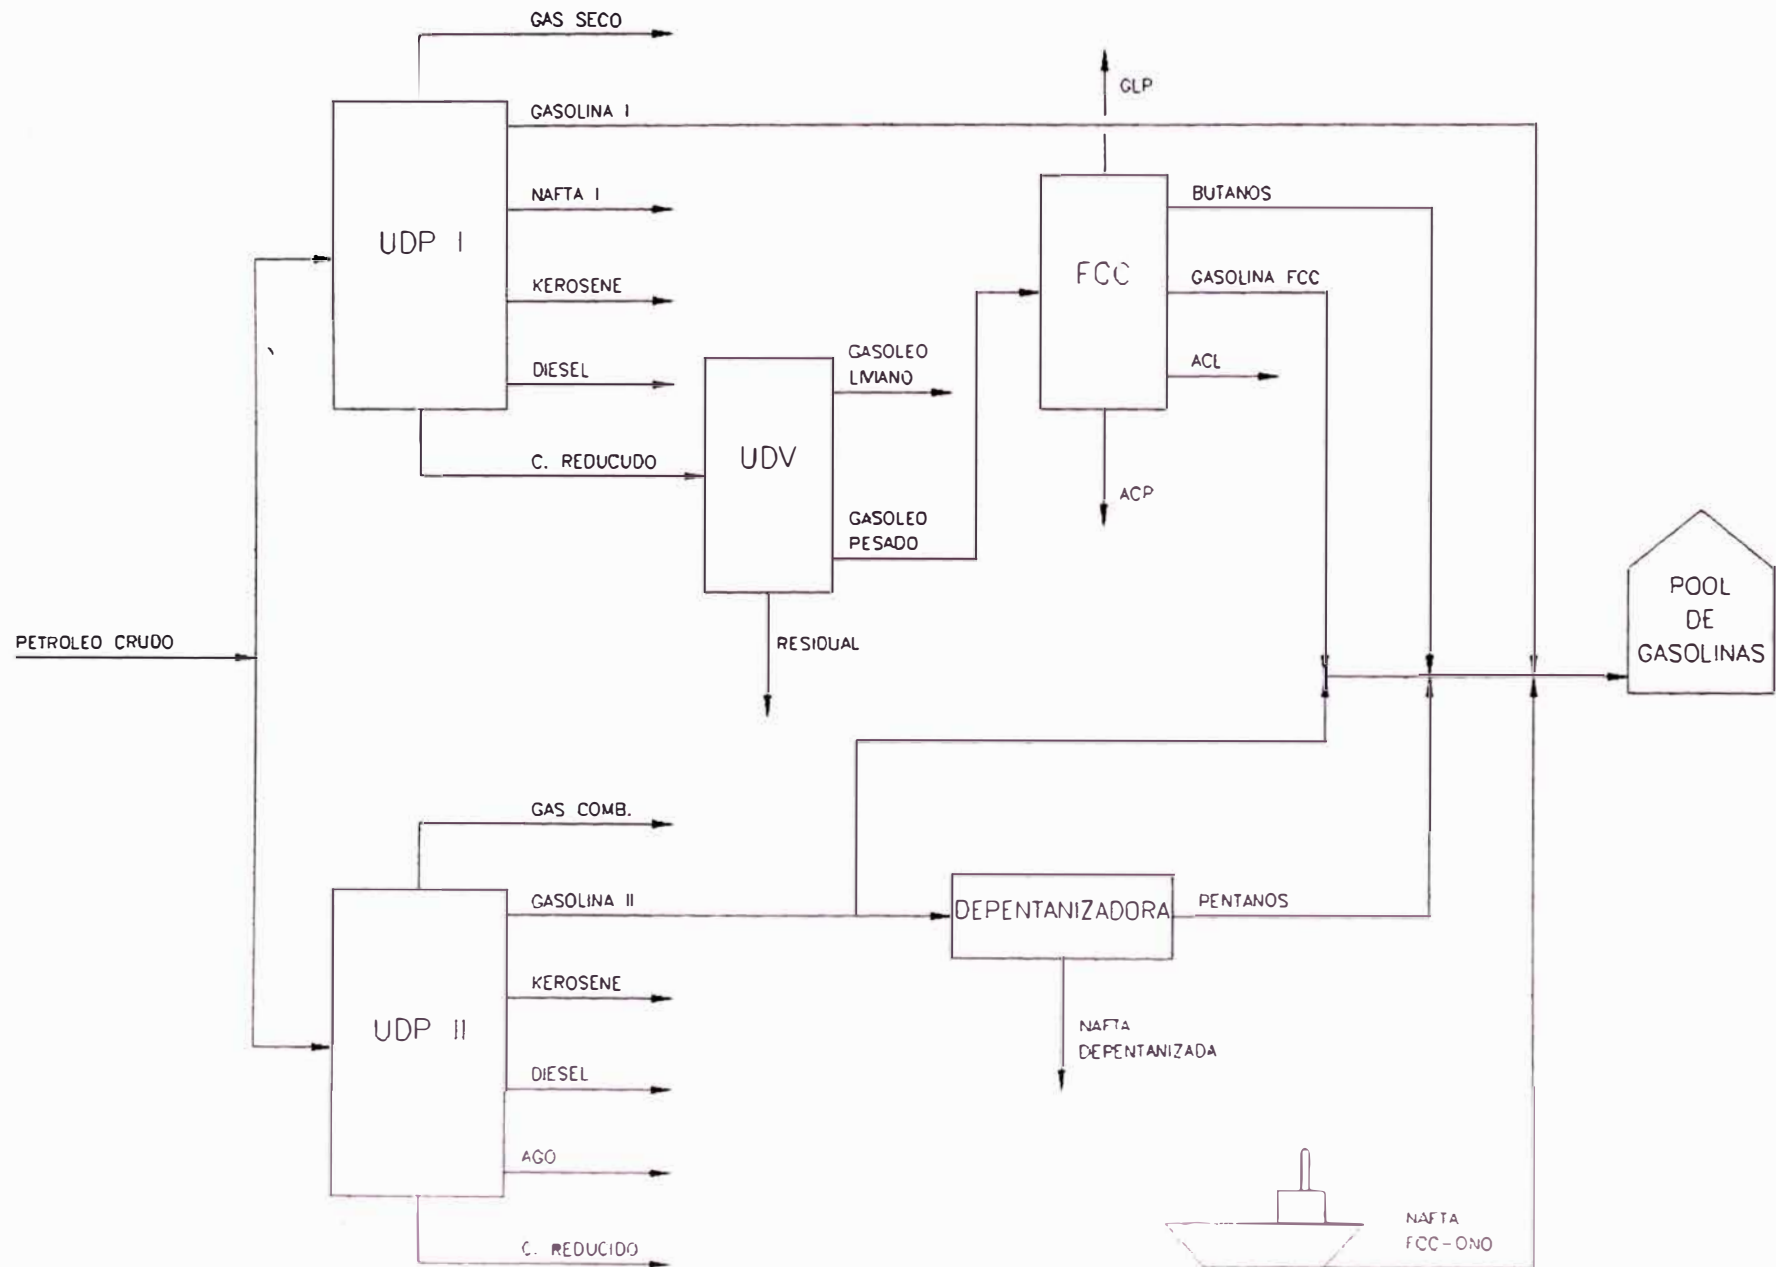 GAS SECO
GASOLINA I
NAFTA I
UDP I
KEROSENE
DIESEL
C. REDUCUDO
GLP
BUTANOS
FCC
GASOLINA FCC
ACL
ACP
GASOLEO
LIVIANO
UDV
GASOLEO
PESADO
RESIDUAL
PETROLEO CRUDO
POOL
DE
GASOLINAS
GAS COMB.
GASOLINA II
KEROSENE
UDP II
DIESEL
AGO
C. REDUCIDO
DEPENTANIZADORA
PENTANOS
NAFTA
DEPENTANIZADA
NAFTA
FCC-ONO